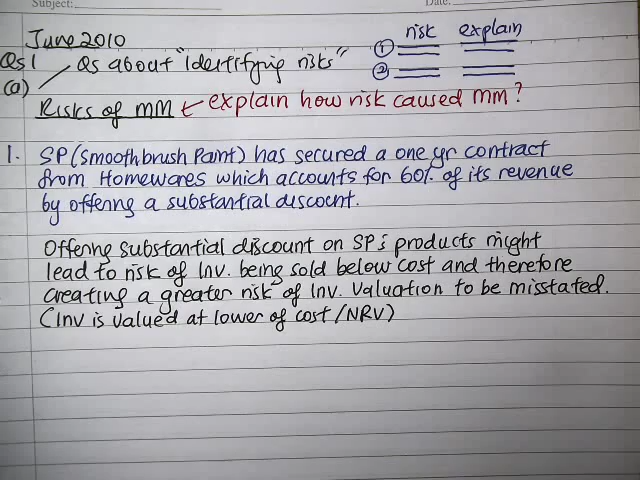 Subject: Date:
June 2010
risk explain
Qs 1 Qs about "Identifying risks" ①
(a) ②
Risks of MM ← explain how risk caused MM?
1. SP (Smoothbrush Paint) has secured a one yr contract
from Homewares which accounts for 60% of its revenue
by offering a substantial discount.
Offering substantial discount on SP's products might
lead to risk of Inv. being sold below cost and therefore
creating a greater risk of Inv. valuation to be misstated.
(Inv is valued at lower of cost/NRV)